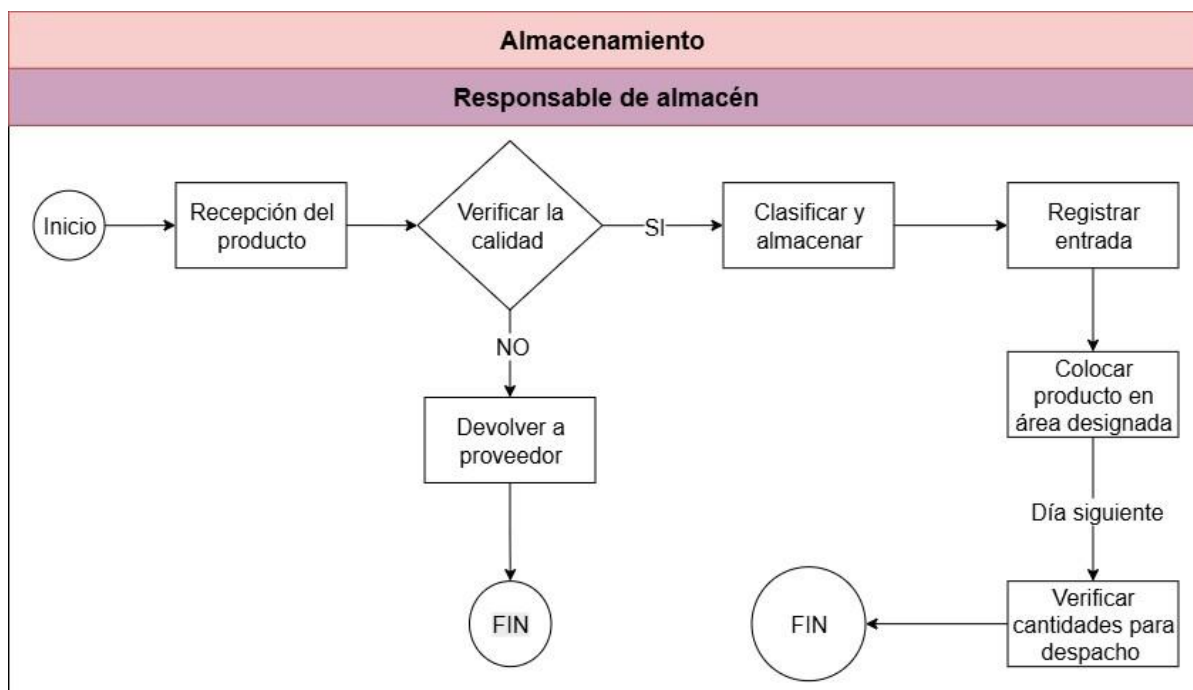 Almacenamiento
Responsable de almacén
Inicio
Recepción del
producto
Verificar la
calidad
SI
Clasificar y
almacenar
Registrar
entrada
NO
Colocar
producto en
área designada
Devolver a
proveedor
Día siguiente
FIN
FIN
Verificar
cantidades para
despacho